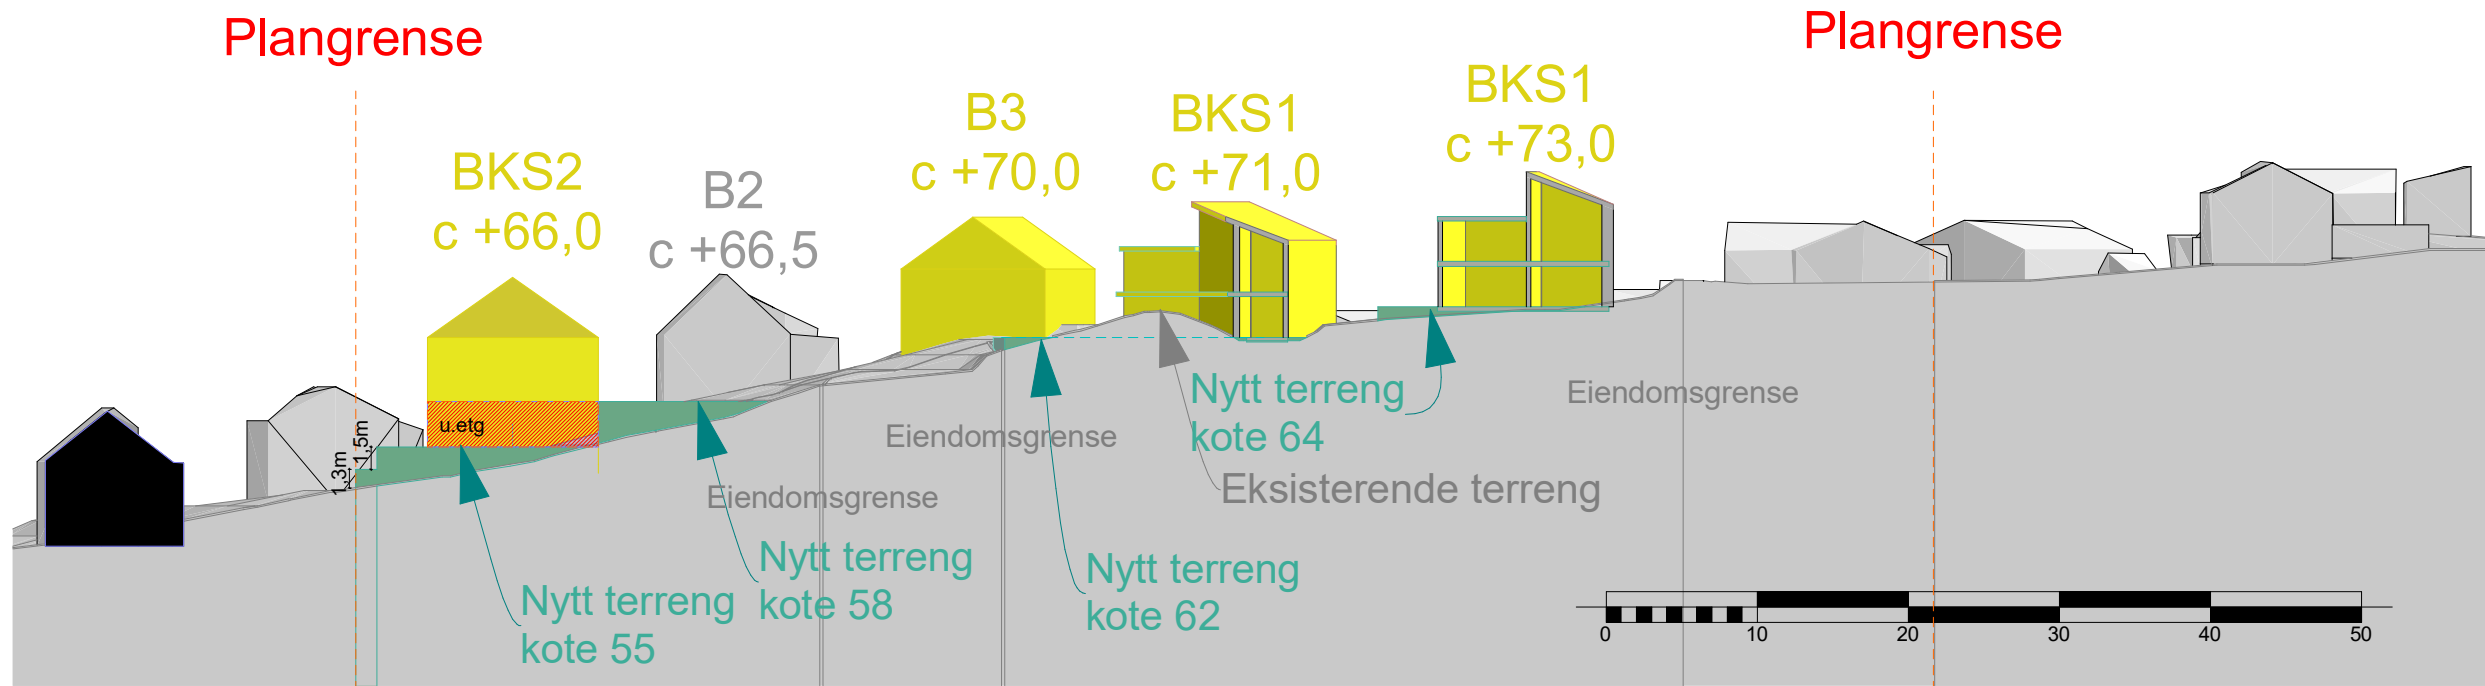 Plangrense
Plangrense
BKS2
c +66,0
B2
c +66,5
B3
c +70,0
BKS1
c +71,0
BKS1
c +73,0
u.etg
1,5m
1,3m
Nytt terreng
kote 64
Eiendomsgrense
Eiendomsgrense
Eiendomsgrense
Eksisterende terreng
Nytt terreng
kote 55
Nytt terreng
kote 58
Nytt terreng
kote 62
0 10 20 30 40 50